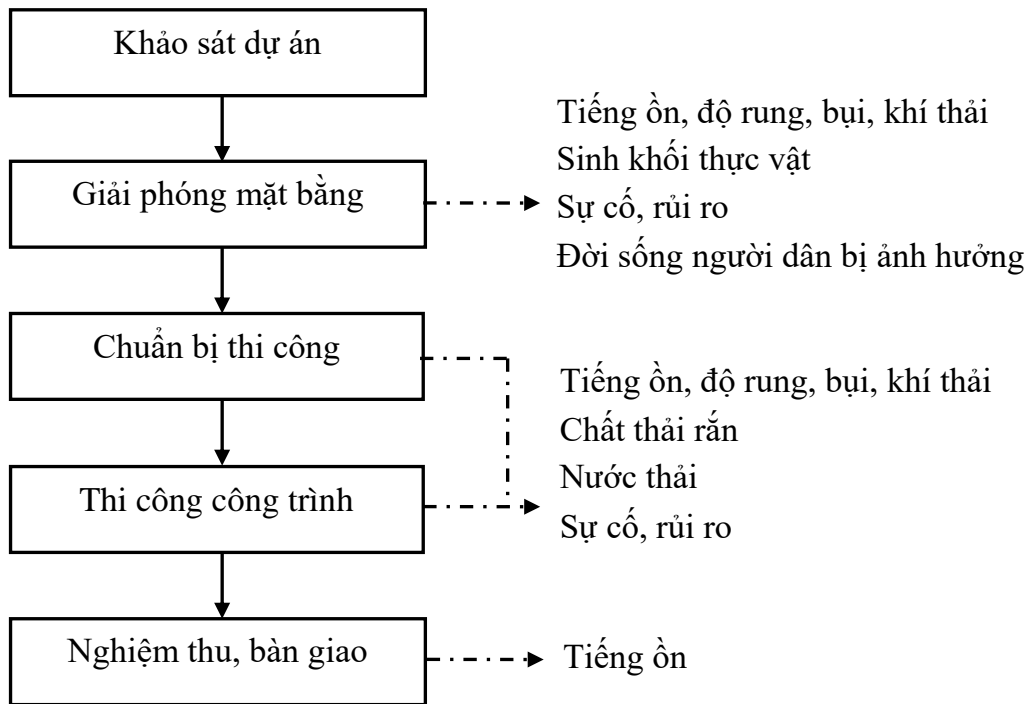 Khảo sát dự án
Giải phóng mặt bằng
Tiếng ồn, độ rung, bụi, khí thải
Sinh khối thực vật
Sự cố, rủi ro
Đời sống người dân bị ảnh hưởng
Chuẩn bị thi công
Thi công công trình
Tiếng ồn, độ rung, bụi, khí thải
Chất thải rắn
Nước thải
Sự cố, rủi ro
Nghiệm thu, bàn giao
Tiếng ồn